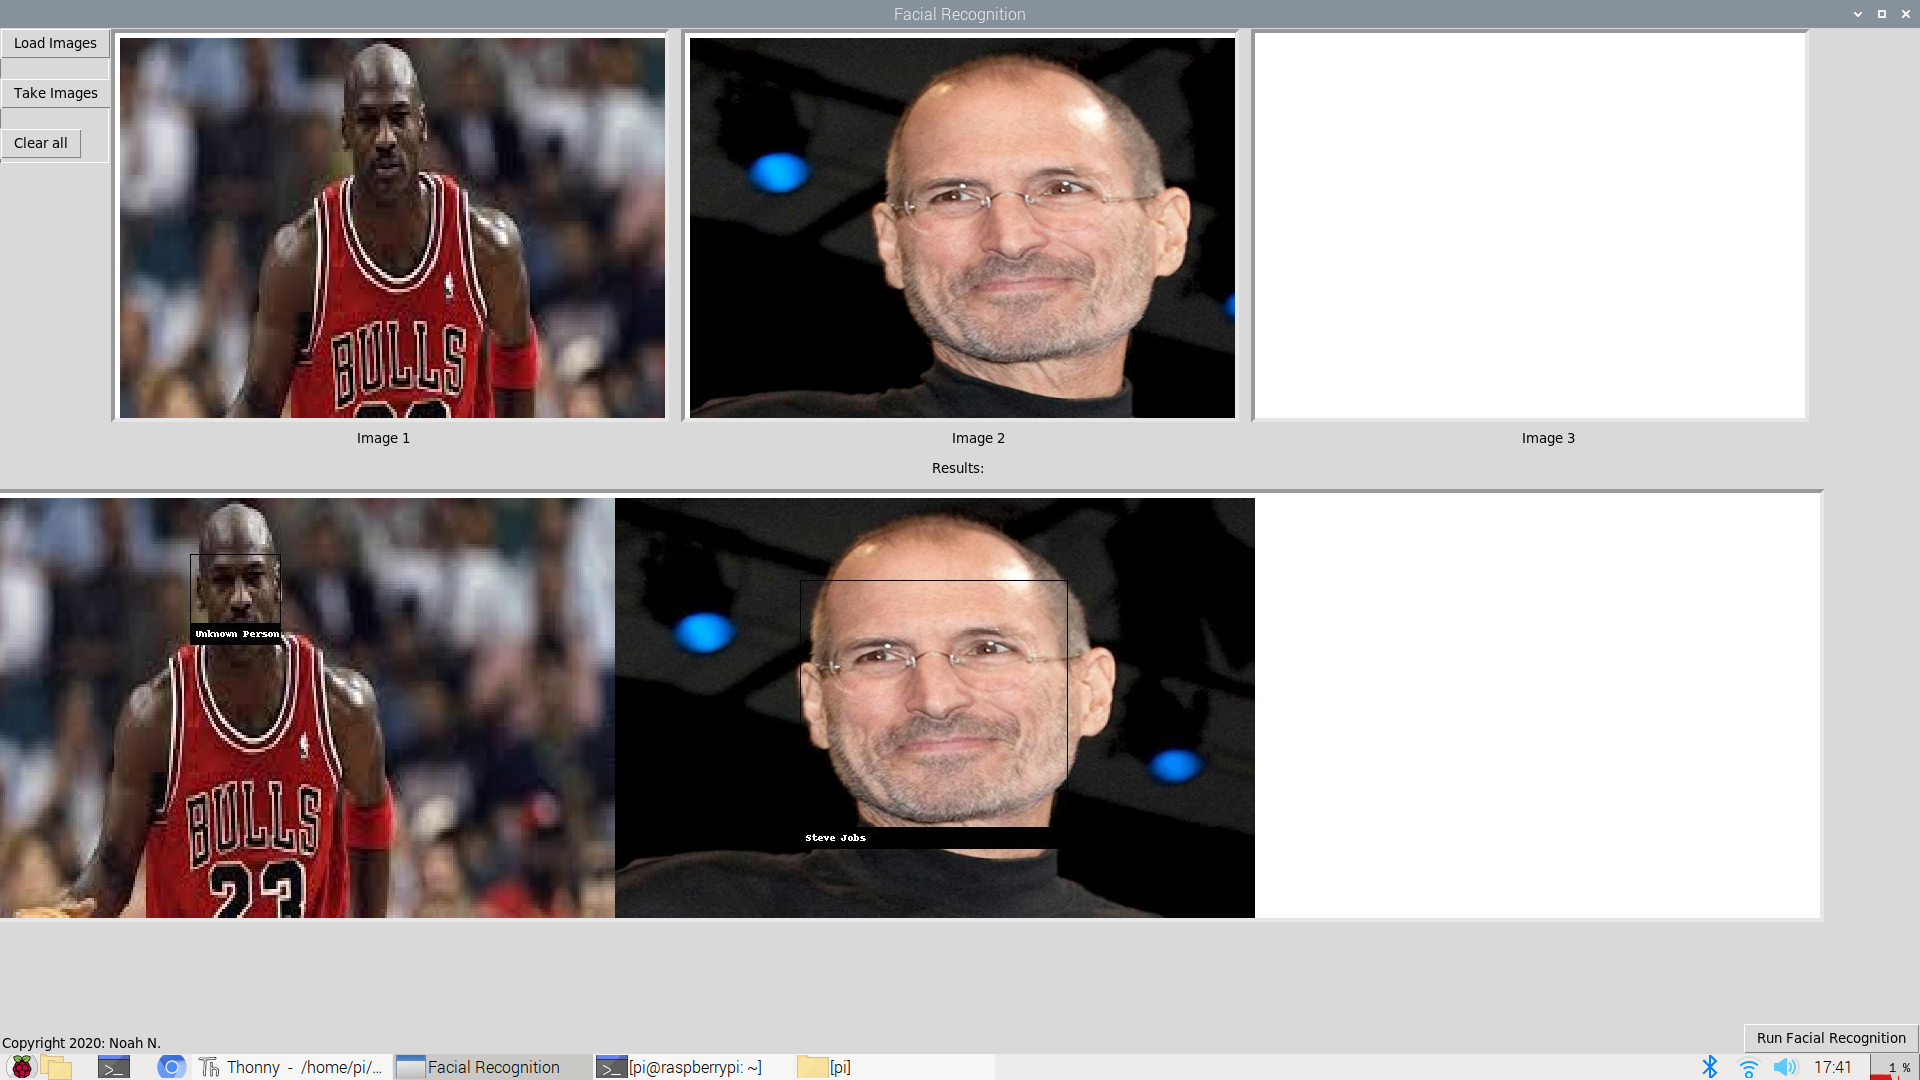 Facial Recognition
Load Images
Take Images
Clear all
BULLS
Image 1
Image 2
Image 3
Results:
Unknown Person
BULLS
23
Steve Jobs
Copyright 2020: Noah N.
Run Facial Recognition
>_
Th
Thonny - /home/pi/...
Facial Recognition
>_
[pi@raspberrypi: ~]
[pi]
17:41
1 %